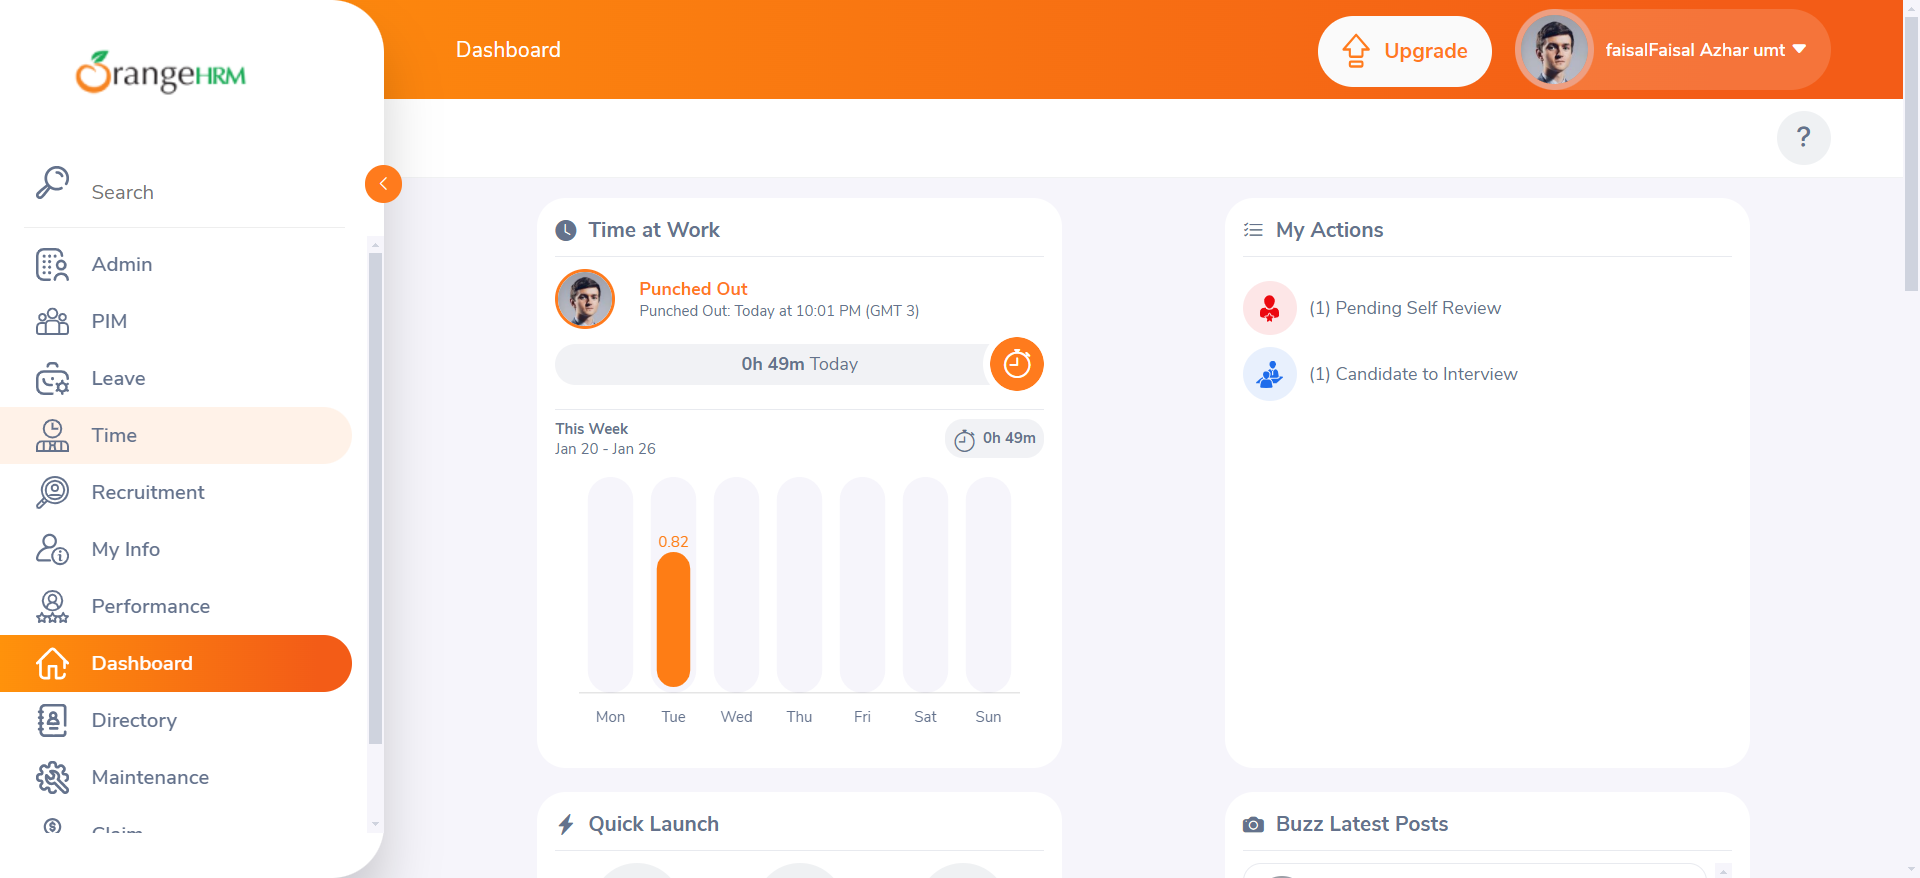 OrangeHRM
Search
Admin
PIM
Leave
Time
Recruitment
My Info
Performance
Dashboard
Directory
Maintenance
Claim
Dashboard
Upgrade
faisalFaisal Azhar umt
?
Time at Work
Punched Out
Punched Out: Today at 10:01 PM (GMT 3)
0h 49m Today
This Week
Jan 20 - Jan 26
0h 49m
0.82
Mon Tue Wed Thu Fri Sat Sun
My Actions
(1) Pending Self Review
(1) Candidate to Interview
Quick Launch
Buzz Latest Posts